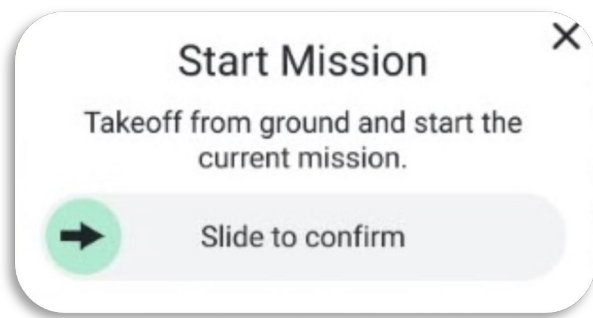 Start Mission
Takeoff from ground and start the
current mission.
Slide to confirm